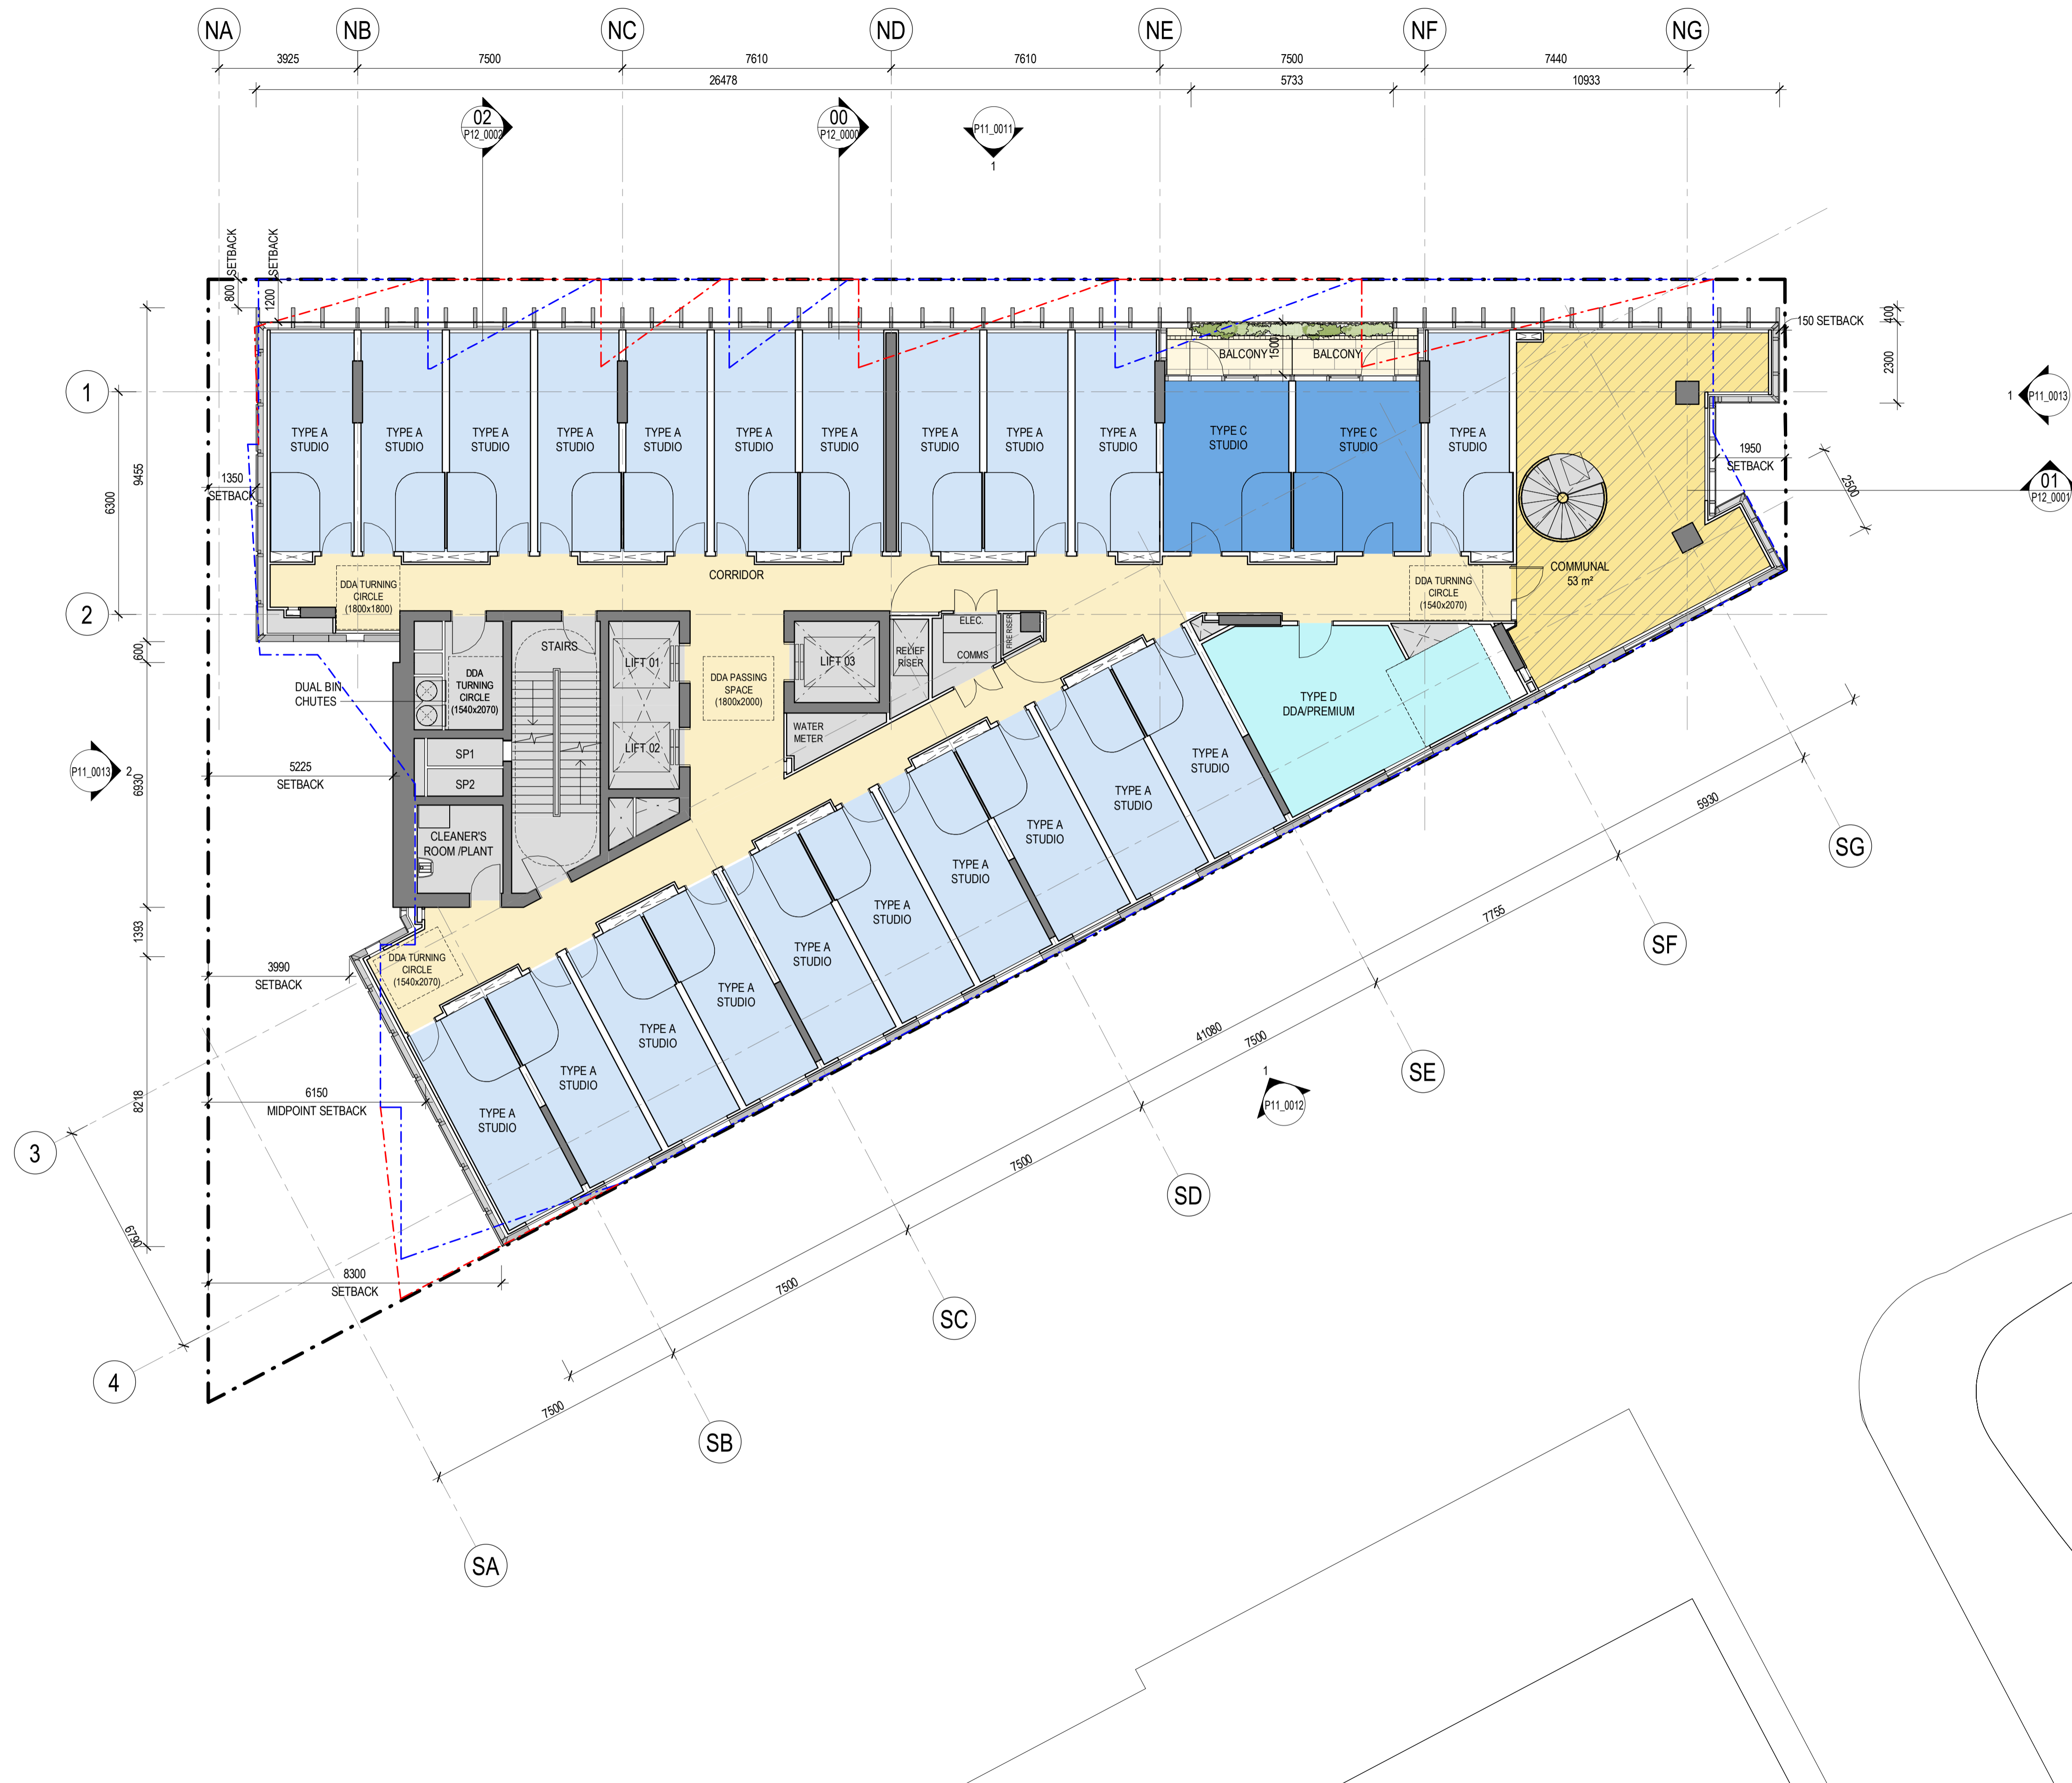 NA
NB
NC
ND
NE
NF
NG
3925
7500
7610
7610
7500
7440
26478
5733
10933
02
P12_0002
00
P12_0000
P11_0011
1
SETBACK
800
SETBACK
1200
400
150 SETBACK
2300
BALCONY
1500
BALCONY
1
2
9455
6300
600
1350
SETBACK
TYPE A
STUDIO
TYPE A
STUDIO
TYPE A
STUDIO
TYPE A
STUDIO
TYPE A
STUDIO
TYPE A
STUDIO
TYPE A
STUDIO
TYPE A
STUDIO
TYPE A
STUDIO
TYPE A
STUDIO
TYPE C
STUDIO
TYPE C
STUDIO
TYPE A
STUDIO
1
P11_0013
1950
SETBACK
2500
01
P12_0001
COMMUNAL
53 m²
CORRIDOR
DDA TURNING
CIRCLE
(1800x1800)
DDA TURNING
CIRCLE
(1540x2070)
STAIRS
LIFT 01
LIFT 02
LIFT 03
DDA
TURNING
CIRCLE
(1540x2070)
DDA PASSING
SPACE
(1800x2000)
RELIEF
RISER
ELEC.
COMMS
FIRE RISER
WATER
METER
DUAL BIN
CHUTES
SP1
SP2
CLEANER'S
ROOM /PLANT
P11_0013
2
6930
5225
SETBACK
1393
3990
SETBACK
DDA TURNING
CIRCLE
(1540x2070)
8218
6150
MIDPOINT SETBACK
8300
SETBACK
TYPE D
DDA/PREMIUM
TYPE A
STUDIO
TYPE A
STUDIO
TYPE A
STUDIO
TYPE A
STUDIO
TYPE A
STUDIO
TYPE A
STUDIO
TYPE A
STUDIO
TYPE A
STUDIO
TYPE A
STUDIO
TYPE A
STUDIO
3
4
6790
5930
7755
7500
41080
7500
7500
7500
7500
1
P11_0012
SG
SF
SE
SD
SC
SB
SA